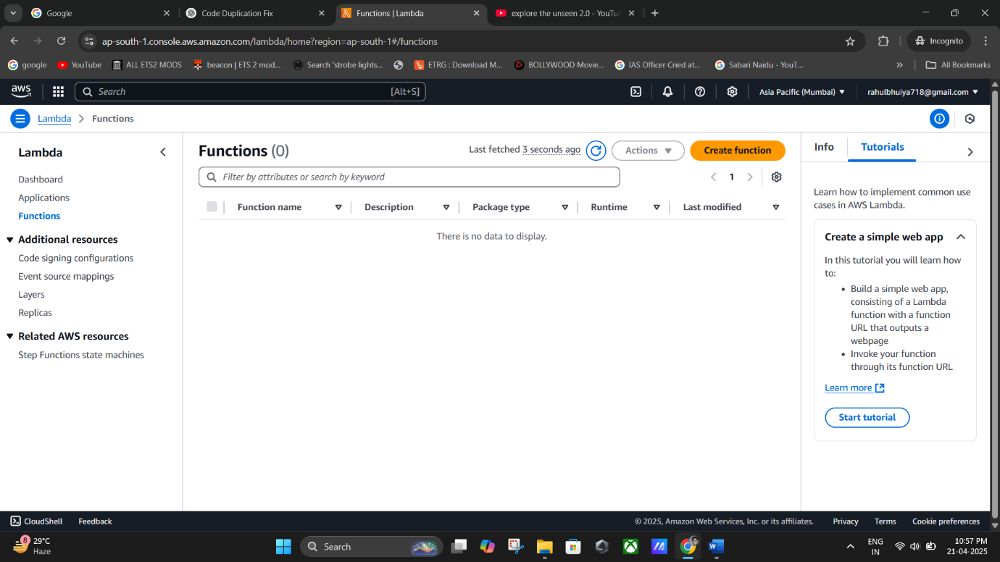 Google
Code Duplication Fix
Functions | Lambda
explore the unseen 2.0 - YouTu
ap-south-1.console.aws.amazon.com/lambda/home?region=ap-south-1#/functions
Incognito
google
YouTube
ALL ETS2 MODS
beacon | ETS 2 mod...
Search 'strobe lights...
ETRG : Download M...
BOLLYWOOD Movie...
IAS Officer Cried at...
Sabari Naidu - YouT...
All Bookmarks
aws
Search
[Alt+S]
Asia Pacific (Mumbai)
rahulbhuiya718@gmail.com
Lambda
Functions
Lambda
Dashboard
Applications
Functions
Additional resources
Code signing configurations
Event source mappings
Layers
Replicas
Related AWS resources
Step Functions state machines
Functions (0)
Last fetched 3 seconds ago
Actions
Create function
Filter by attributes or search by keyword
1
Function name
Description
Package type
Runtime
Last modified
There is no data to display.
Info
Tutorials
Learn how to implement common use
cases in AWS Lambda.
Create a simple web app
In this tutorial you will learn how
to:
• Build a simple web app,
consisting of a Lambda
function with a function
URL that outputs a
webpage
• Invoke your function
through its function URL
Learn more
Start tutorial
CloudShell
Feedback
© 2025, Amazon Web Services, Inc. or its affiliates.
Privacy
Terms
Cookie preferences
8
29°C
Haze
Search
ENG
IN
10:57 PM
21-04-2025